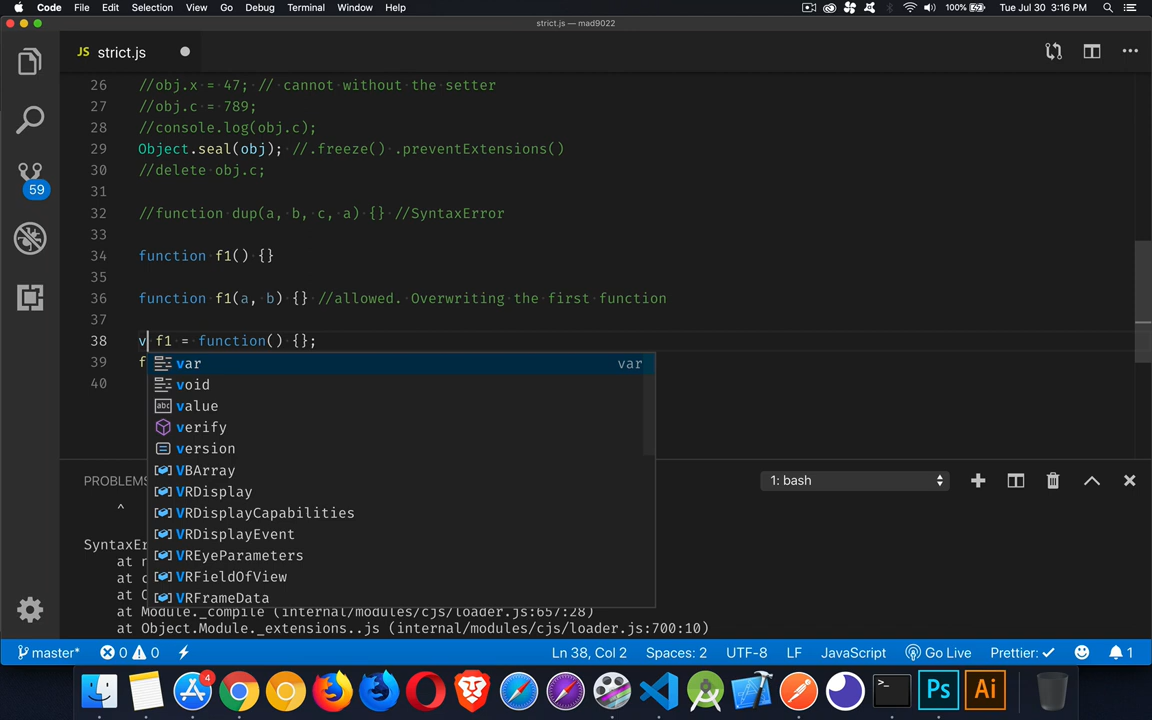 Code File Edit Selection View Go Debug Terminal Window Help 100% Tue Jul 30 3:16 PM
strict.js — mad9022
JS strict.js
26 //obj.x = 47; // cannot without the setter
27 //obj.c = 789;
28 //console.log(obj.c);
29 Object.seal(obj); //.freeze() .preventExtensions()
30 //delete obj.c;
31
32 //function dup(a, b, c, a) {} //SyntaxError
33
34 function f1() {}
35
36 function f1(a, b) {} //allowed. Overwriting the first function
37
38 v f1 = function() {};
39 f
40
var var
void
value
verify
version
VBArray
VRDisplay
VRDisplayCapabilities
VRDisplayEvent
VREyeParameters
VRFieldOfView
VRFrameData
59
PROBLEMS 1: bash
^
SyntaxEr
at
at
at
at Module._compile (internal/modules/cjs/loader.js:657:28)
at Object.Module._extensions..js (internal/modules/cjs/loader.js:700:10)
master* 0 0 Ln 38, Col 2 Spaces: 2 UTF-8 LF JavaScript Go Live Prettier: ✓ 1
4
>_
Ps
Ai